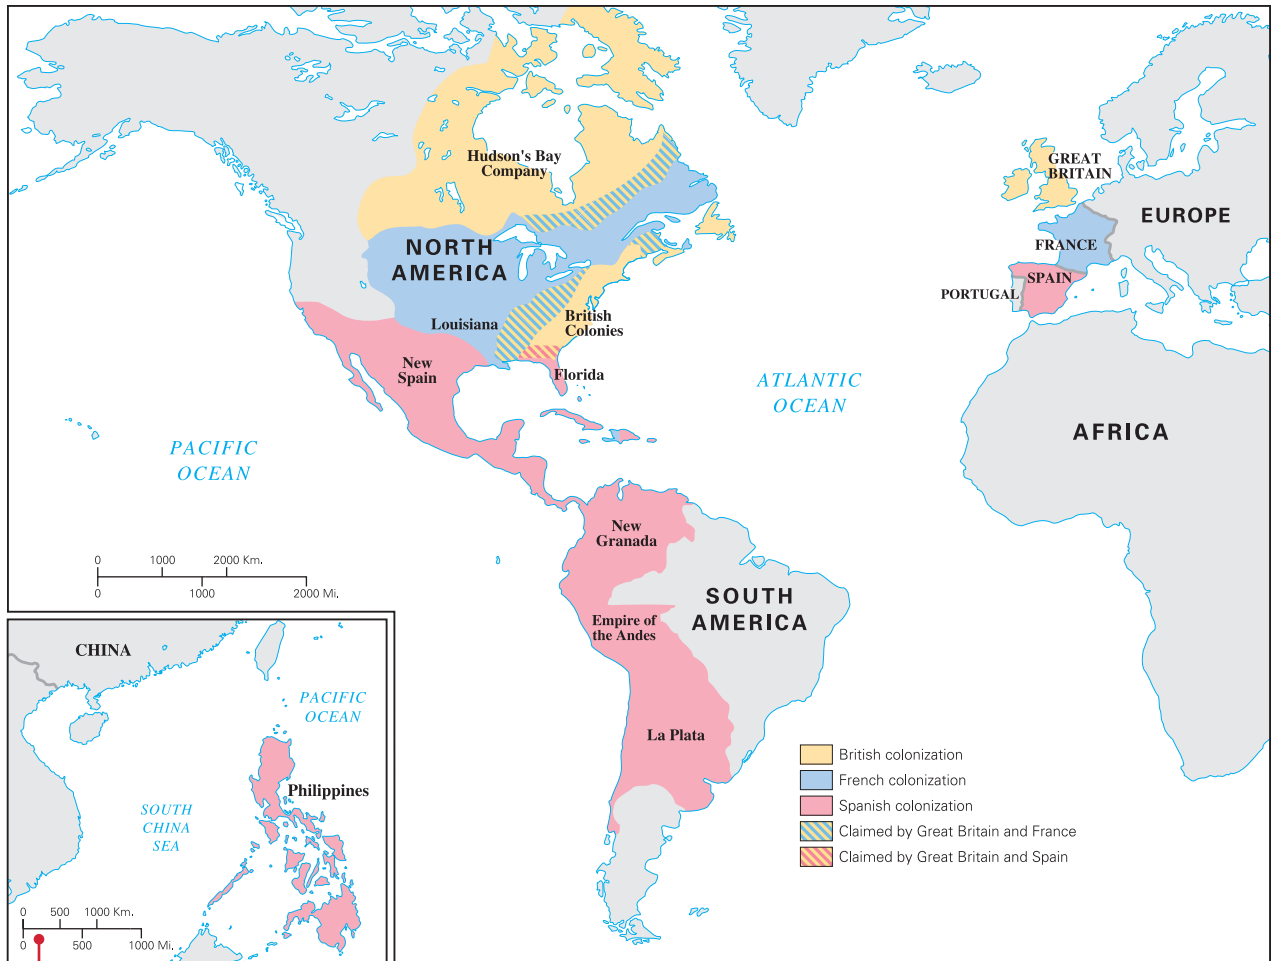 Hudson's Bay
Company
GREAT
BRITAIN
EUROPE
NORTH
AMERICA
FRANCE
SPAIN
PORTUGAL
Louisiana
British
Colonies
New
Spain
Florida
ATLANTIC
OCEAN
AFRICA
PACIFIC
OCEAN
New
Granada
0 1000 2000 Km.
0 1000 2000 Mi.
SOUTH
AMERICA
Empire of
the Andes
La Plata
CHINA
PACIFIC
OCEAN
Philippines
SOUTH
CHINA
SEA
0 500 1000 Km.
0 500 1000 Mi.
British colonization
French colonization
Spanish colonization
Claimed by Great Britain and France
Claimed by Great Britain and Spain